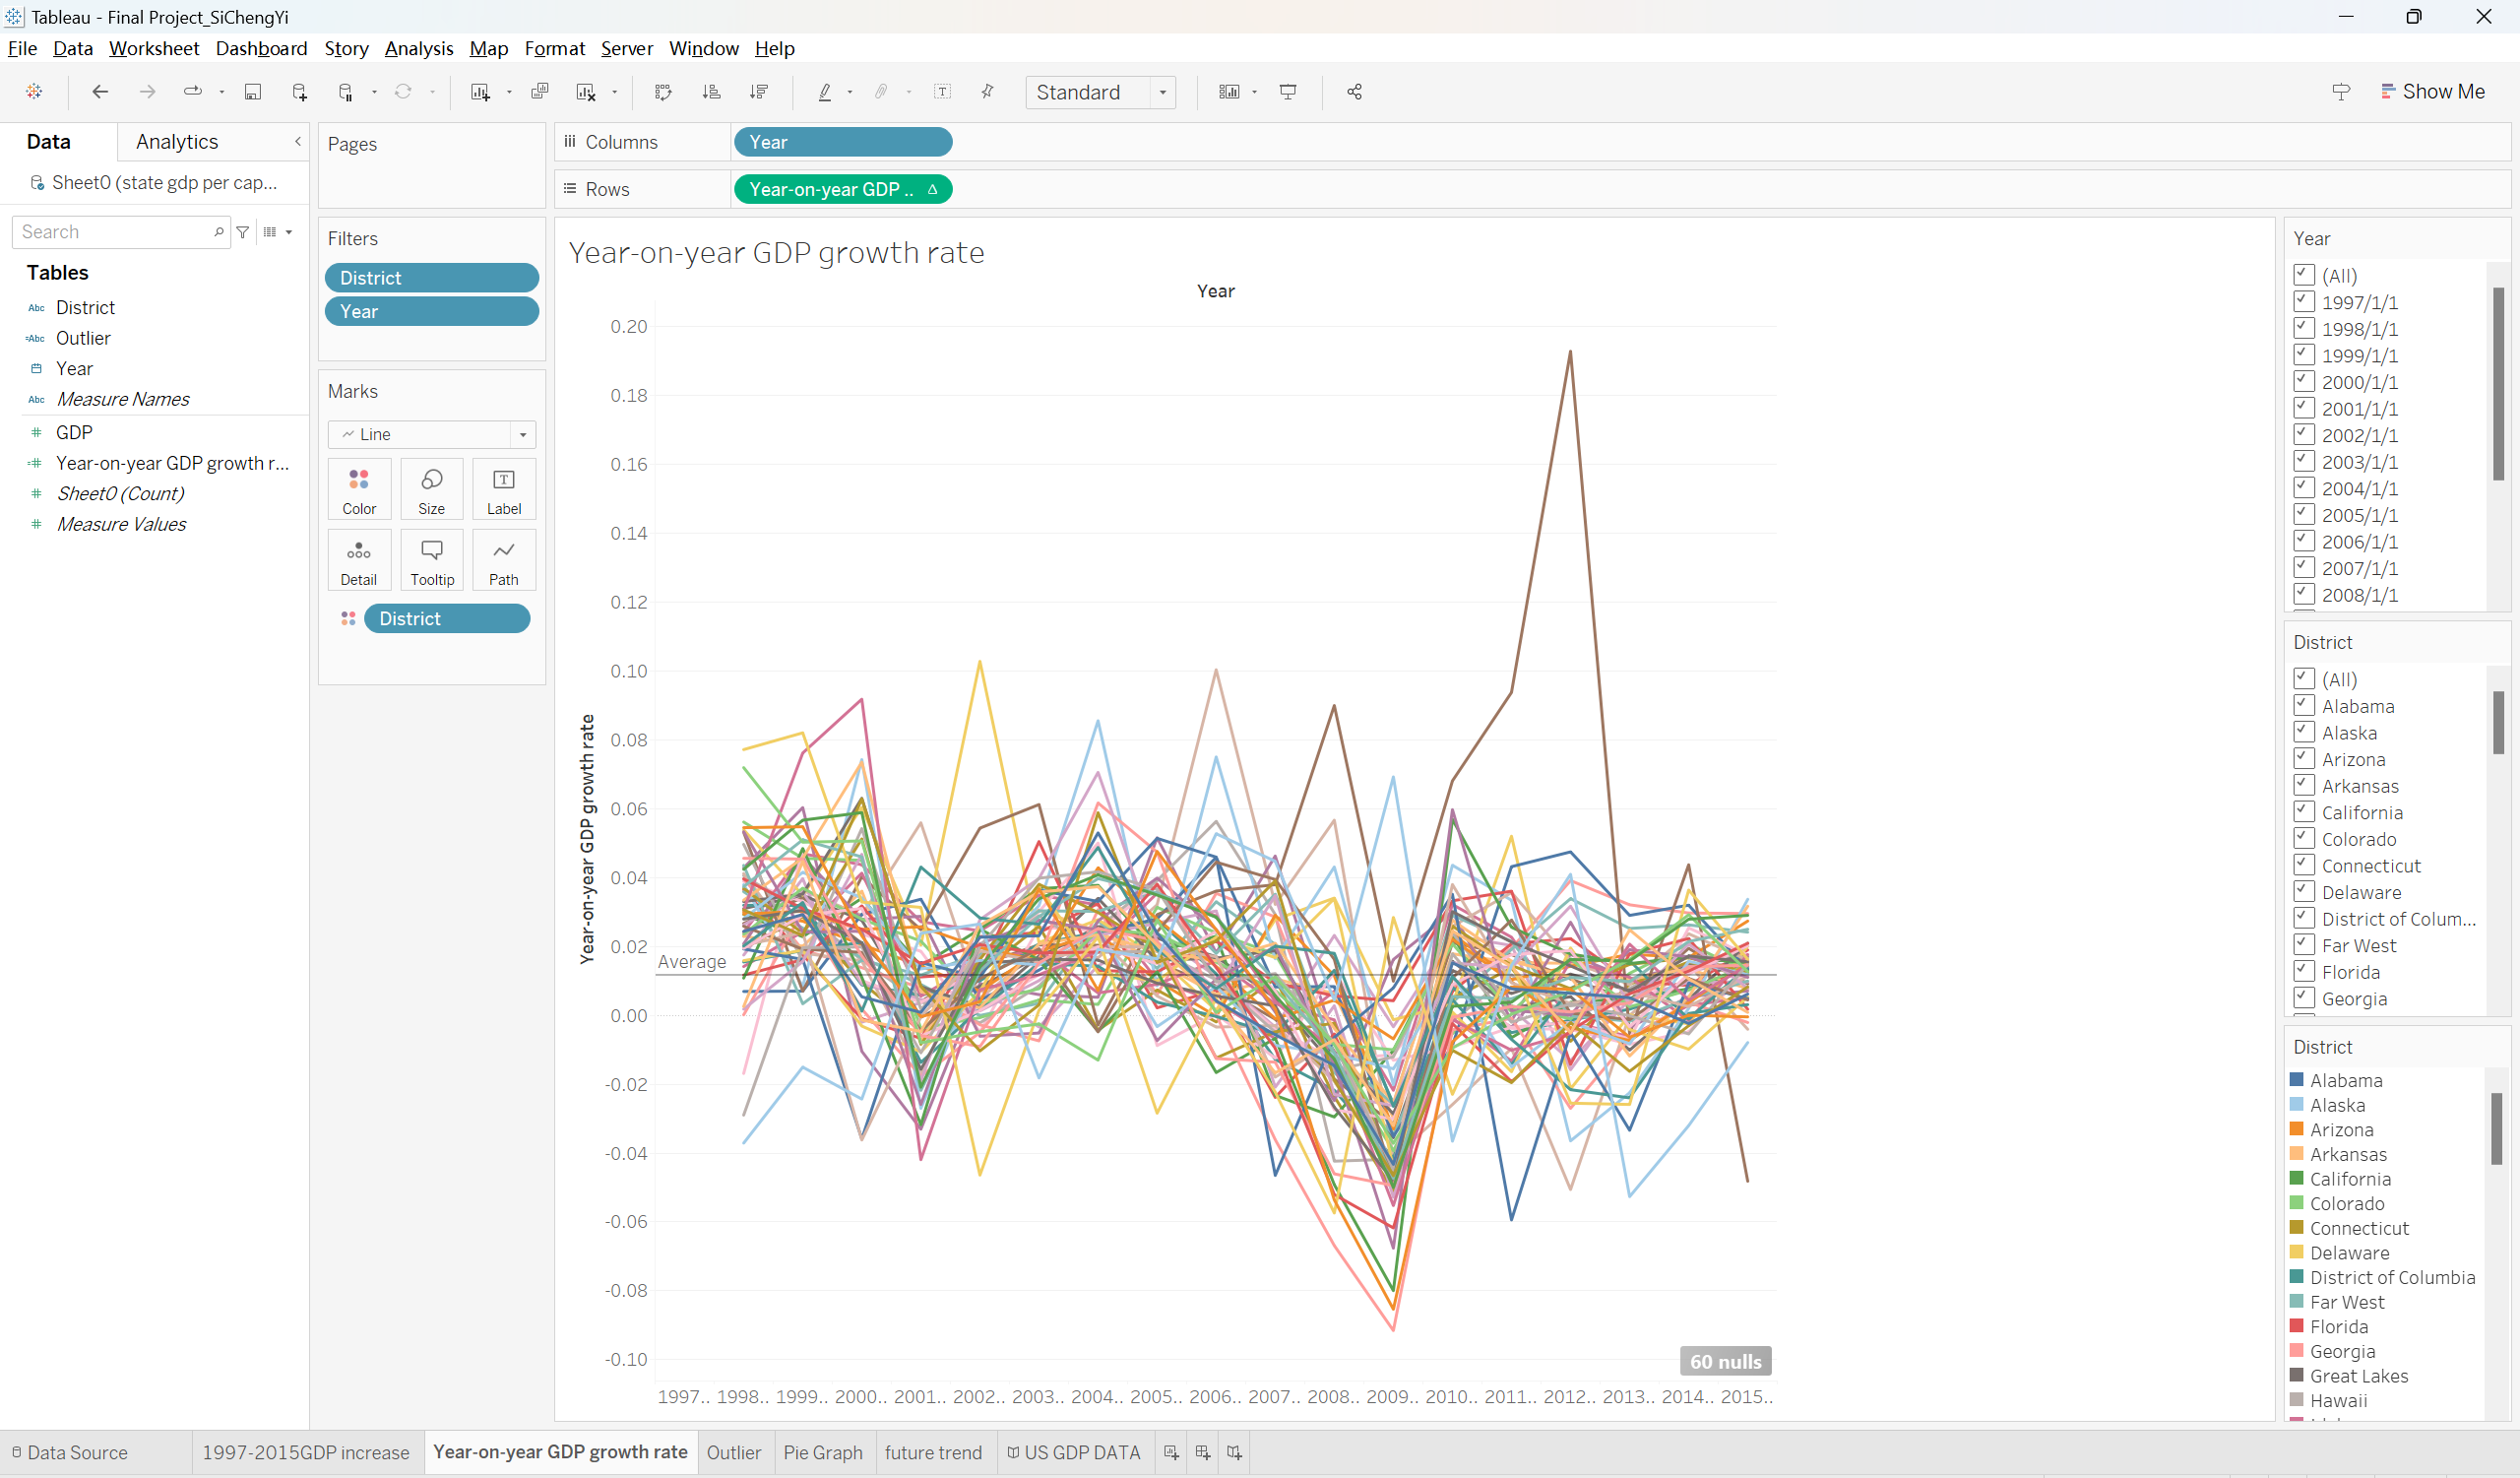 Tableau - Final Project_SiChengYi
File Data Worksheet Dashboard Story Analysis Map Format Server Window Help
Standard
Show Me
Data
Analytics
Sheet0 (state gdp per cap...
Search
Tables
Abc District
=Abc Outlier
Year
Abc Measure Names
# GDP
=# Year-on-year GDP growth r...
# Sheet0 (Count)
# Measure Values
Pages
Filters
District
Year
Marks
Line
Color Size Label
Detail Tooltip Path
District
Columns Year
Rows Year-on-year GDP .. Δ
Year-on-year GDP growth rate
Year
Year-on-year GDP growth rate
0.20
0.18
0.16
0.14
0.12
0.10
0.08
0.06
0.04
0.02
Average
0.00
-0.02
-0.04
-0.06
-0.08
-0.10
60 nulls
1997.. 1998.. 1999.. 2000.. 2001.. 2002.. 2003.. 2004.. 2005.. 2006.. 2007.. 2008.. 2009.. 2010.. 2011.. 2012.. 2013.. 2014.. 2015..
Year
(All)
1997/1/1
1998/1/1
1999/1/1
2000/1/1
2001/1/1
2002/1/1
2003/1/1
2004/1/1
2005/1/1
2006/1/1
2007/1/1
2008/1/1
District
(All)
Alabama
Alaska
Arizona
Arkansas
California
Colorado
Connecticut
Delaware
District of Colum...
Far West
Florida
Georgia
District
Alabama
Alaska
Arizona
Arkansas
California
Colorado
Connecticut
Delaware
District of Columbia
Far West
Florida
Georgia
Great Lakes
Hawaii
Data Source
1997-2015GDP increase
Year-on-year GDP growth rate
Outlier
Pie Graph
future trend
US GDP DATA